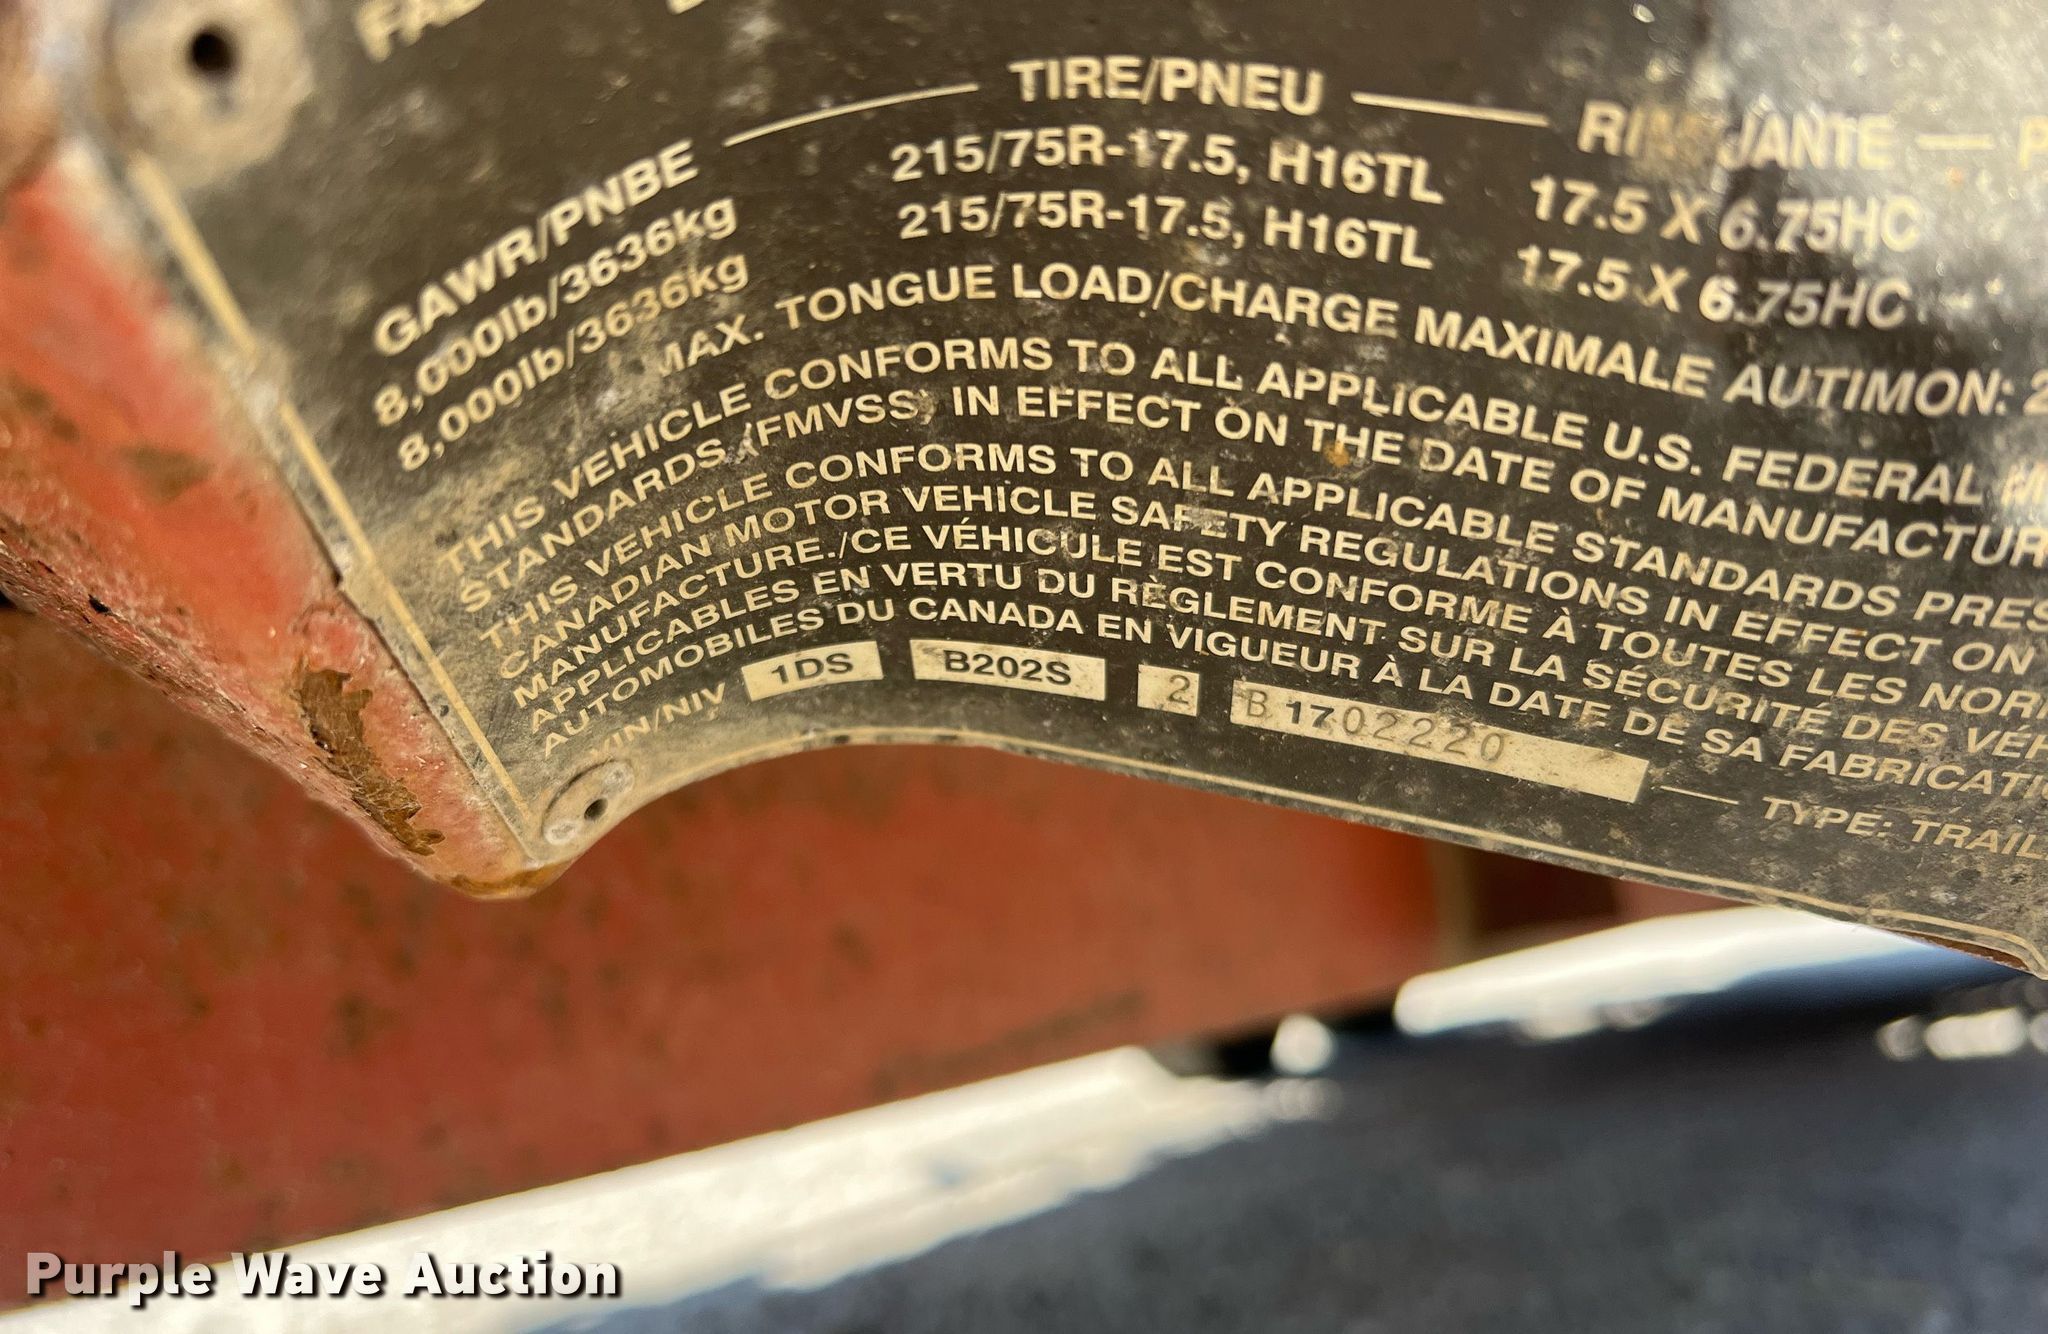 GAWR/PNBE — TIRE/PNEU — RIM/JANTE —
8,000lb/3636kg 215/75R-17.5, H16TL 17.5 X 6.75HC
8,000lb/3636kg 215/75R-17.5, H16TL 17.5 X 6.75HC
MAX. TONGUE LOAD/CHARGE MAXIMALE AUTIMON: 2
THIS VEHICLE CONFORMS TO ALL APPLICABLE U.S. FEDERAL
STANDARDS (FMVSS) IN EFFECT ON THE DATE OF MANUFACTUR
THIS VEHICLE CONFORMS TO ALL APPLICABLE STANDARDS PRES
CANADIAN MOTOR VEHICLE SAFETY REGULATIONS IN EFFECT ON
MANUFACTURE./CE VÉHICULE EST CONFORME À TOUTES LES NOR
APPLICABLES EN VERTU DU RÈGLEMENT SUR LA SÉCURITÉ DES VÉH
AUTOMOBILES DU CANADA EN VIGUEUR À LA DATE DE SA FABRICATI
VIN/NIV 1DS B202S 2 B 1702220 — TYPE: TRAIL
Purple Wave Auction